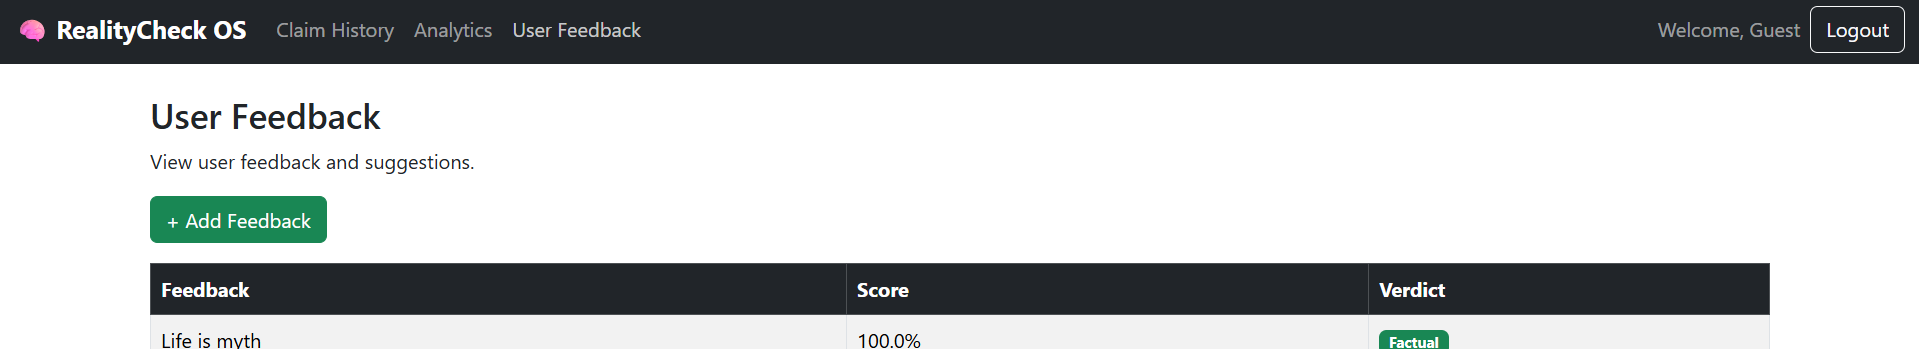 RealityCheck OS Claim History Analytics User Feedback Welcome, Guest Logout
User Feedback
View user feedback and suggestions.
+ Add Feedback
Feedback Score Verdict
Life is myth 100.0% Factual